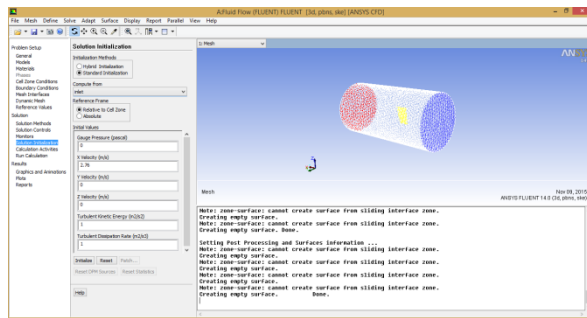 A:Fluid Flow (FLUENT) FLUENT [3d, pbns, ske] [ANSYS CFD]
File Mesh Define Solve Adapt Surface Display Report Parallel View Help
Problem Setup
General
Models
Materials
Phases
Cell Zone Conditions
Boundary Conditions
Mesh Interfaces
Dynamic Mesh
Reference Values
Solution
Solution Methods
Solution Controls
Monitors
Solution Initialization
Calculation Activities
Run Calculation
Results
Graphics and Animations
Plots
Reports
Solution Initialization
Initialization Methods
Hybrid Initialization
Standard Initialization
Compute from
inlet
Reference Frame
Relative to Cell Zone
Absolute
Initial Values
Gauge Pressure (pascal)
0
X Velocity (m/s)
2.76
Y Velocity (m/s)
0
Z Velocity (m/s)
0
Turbulent Kinetic Energy (m2/s2)
1
Turbulent Dissipation Rate (m2/s3)
1
Initialize Reset Patch...
Reset DPM Sources Reset Statistics
Help
1: Mesh
Mesh
Nov 09, 2015
ANSYS FLUENT 14.0 (3d, pbns, ske)
Note: zone-surface: cannot create surface from sliding interface zone.
Creating empty surface.
Note: zone-surface: cannot create surface from sliding interface zone.
Creating empty surface. Done.
Setting Post Processing and Surfaces information ...
Note: zone-surface: cannot create surface from sliding interface zone.
Creating empty surface.
Note: zone-surface: cannot create surface from sliding interface zone.
Creating empty surface.
Note: zone-surface: cannot create surface from sliding interface zone.
Creating empty surface.
Note: zone-surface: cannot create surface from sliding interface zone.
Creating empty surface. Done.